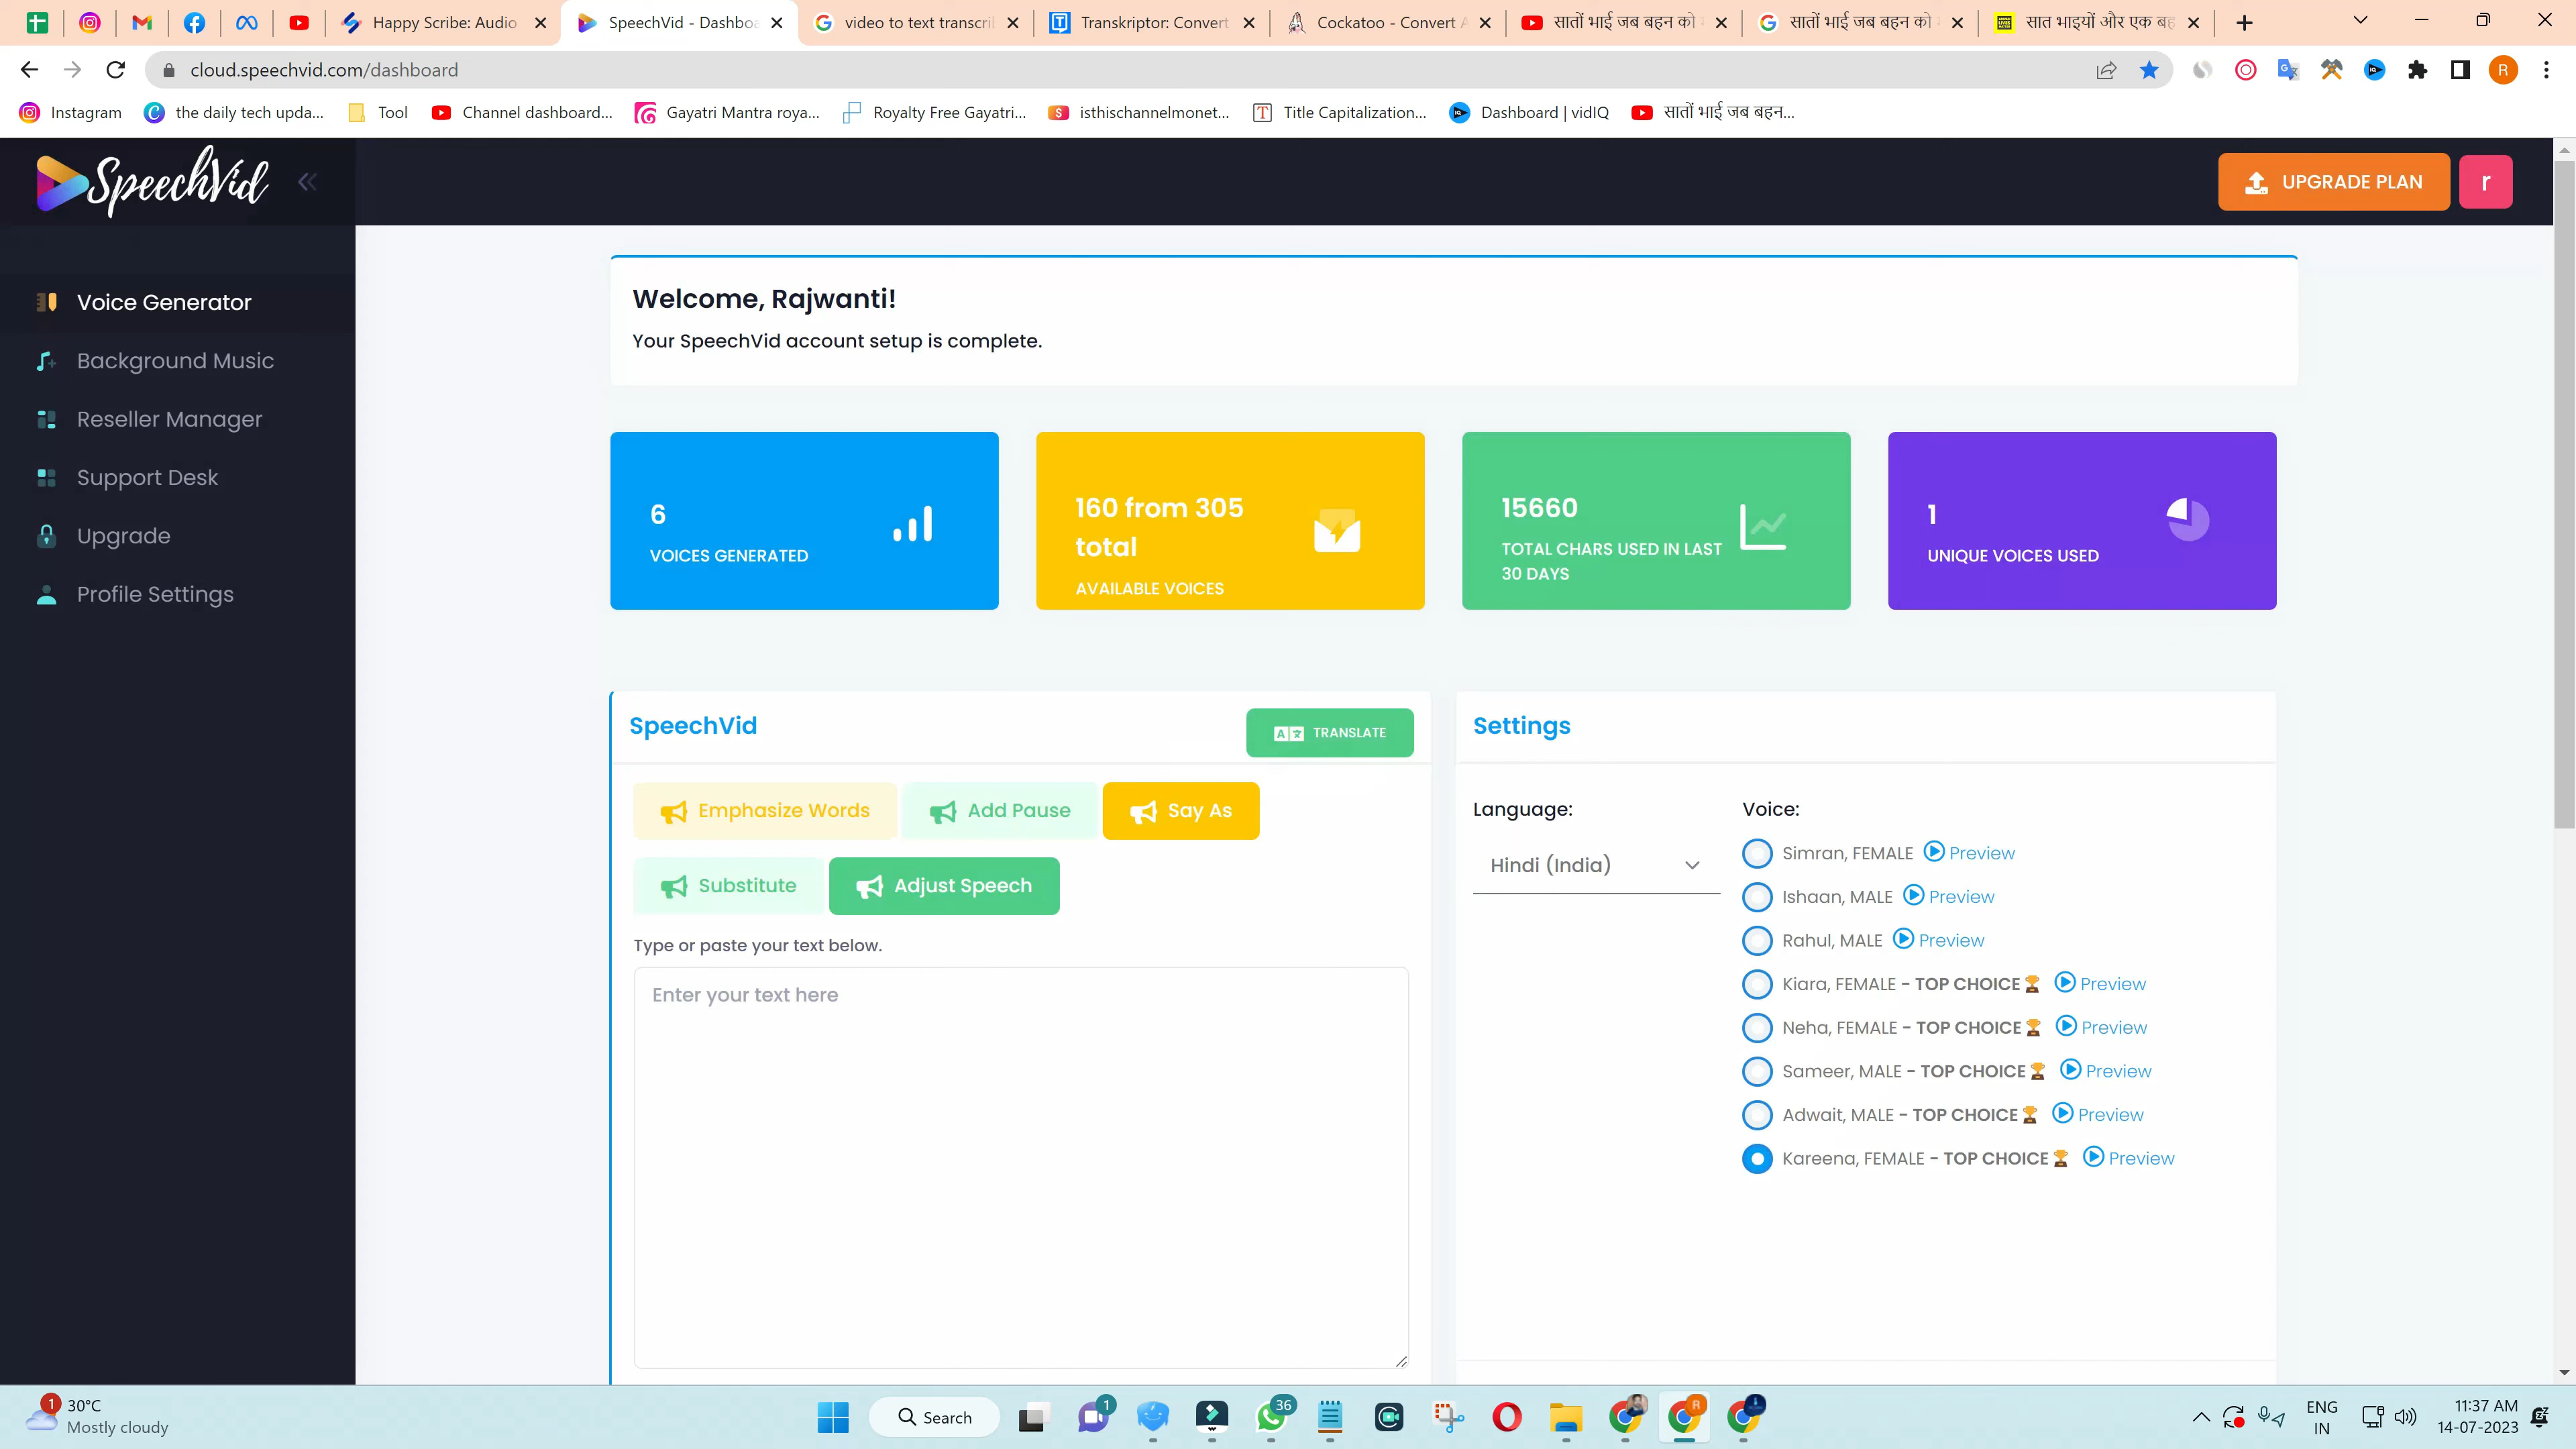 Happy Scribe: Audio
SpeechVid - Dashboa
video to text transcri
Transkriptor: Convert
Cockatoo - Convert A
सातों भाई जब बहन को
सातों भाई जब बहन को
सात भाइयों और एक बह
cloud.speechvid.com/dashboard
R
Instagram
the daily tech upda...
Tool
Channel dashboard...
Gayatri Mantra roya...
Royalty Free Gayatri...
isthischannelmonet...
Title Capitalization...
Dashboard | vidIQ
सातों भाई जब बहन...
SpeechVid
UPGRADE PLAN
r
Voice Generator
Background Music
Reseller Manager
Support Desk
Upgrade
Profile Settings
Welcome, Rajwanti!
Your SpeechVid account setup is complete.
6
VOICES GENERATED
160 from 305
total
AVAILABLE VOICES
15660
TOTAL CHARS USED IN LAST
30 DAYS
1
UNIQUE VOICES USED
SpeechVid
TRANSLATE
Emphasize Words
Add Pause
Say As
Substitute
Adjust Speech
Type or paste your text below.
Enter your text here
Settings
Language:
Hindi (India)
Voice:
Simran, FEMALE Preview
Ishaan, MALE Preview
Rahul, MALE Preview
Kiara, FEMALE - TOP CHOICE Preview
Neha, FEMALE - TOP CHOICE Preview
Sameer, MALE - TOP CHOICE Preview
Adwait, MALE - TOP CHOICE Preview
Kareena, FEMALE - TOP CHOICE Preview
1
30°C
Mostly cloudy
Search
1
36
R
ENG
IN
11:37 AM
14-07-2023